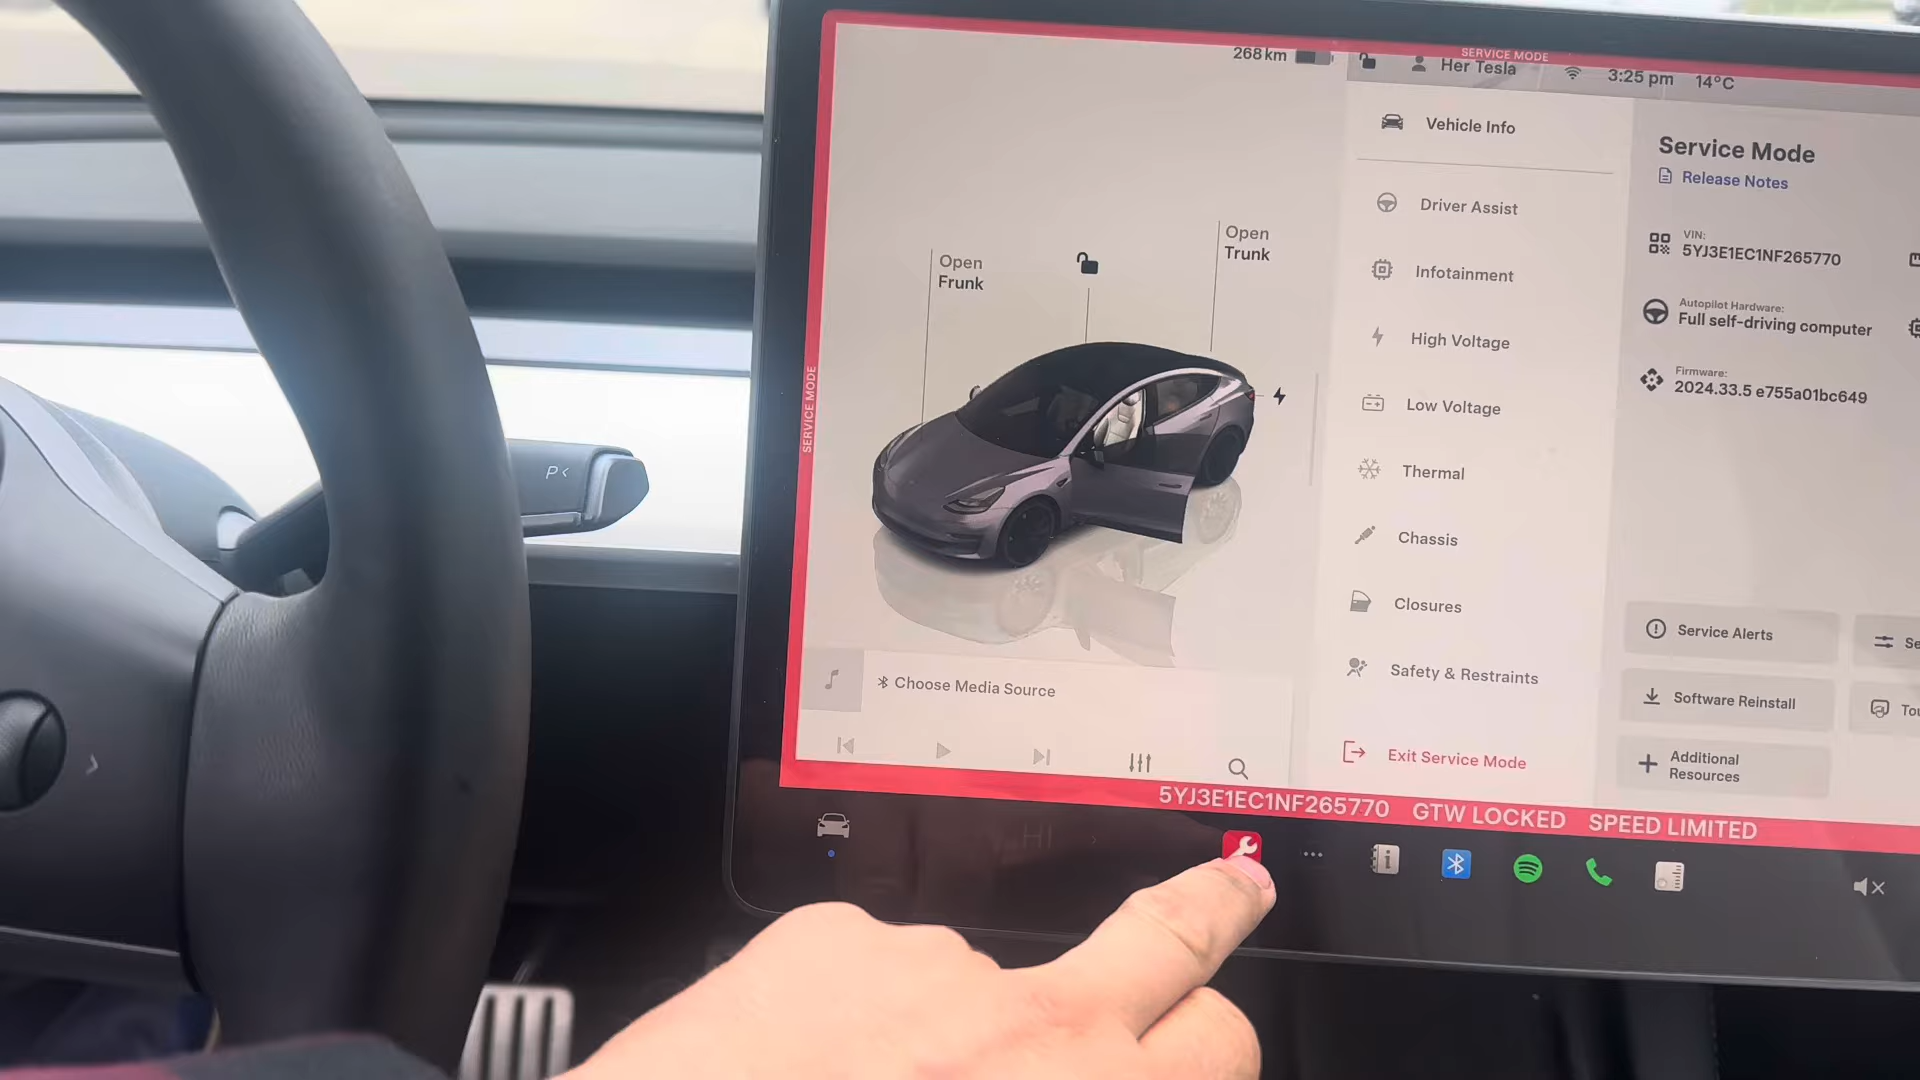 SERVICE MODE
268 km
Her Tesla
3:25 pm
14°C
Vehicle Info
Driver Assist
Infotainment
High Voltage
Low Voltage
Thermal
Chassis
Closures
Safety & Restraints
Exit Service Mode
Service Mode
Release Notes
VIN:
5YJ3E1EC1NF265770
Autopilot Hardware:
Full self-driving computer
Firmware:
2024.33.5 e755a01bc649
Service Alerts
Se
Software Reinstall
Tou
Additional
Resources
Open
Frunk
Open
Trunk
SERVICE MODE
Choose Media Source
5YJ3E1EC1NF265770 GTW LOCKED SPEED LIMITED
HI
P<